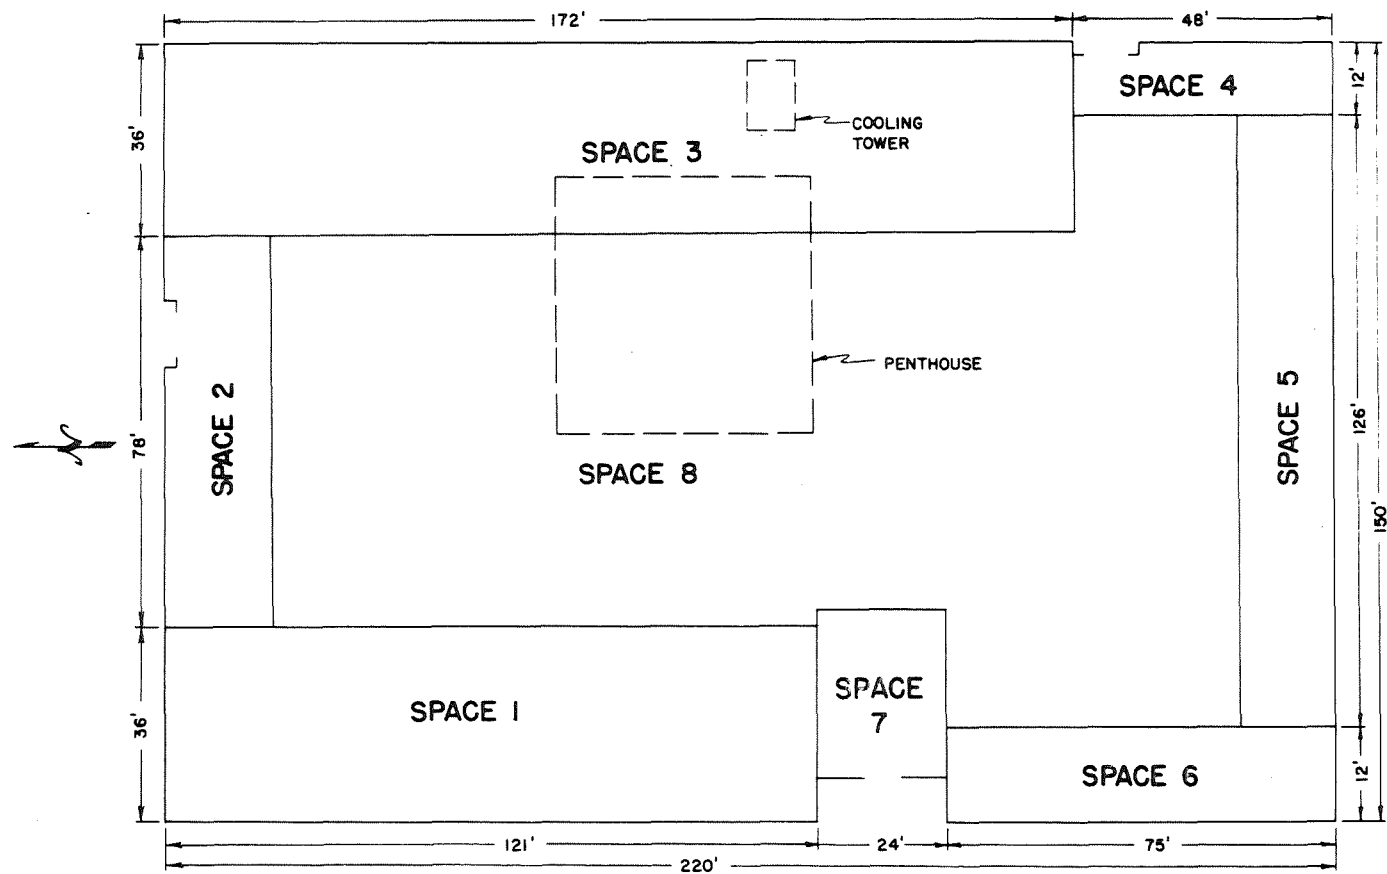 172'
48'
SPACE 4
12'
COOLING
TOWER
36'
SPACE 3
PENTHOUSE
SPACE 2
78'
SPACE 8
SPACE 5
126'
150'
SPACE
7
SPACE 1
36'
SPACE 6
12'
121'
24'
75'
220'